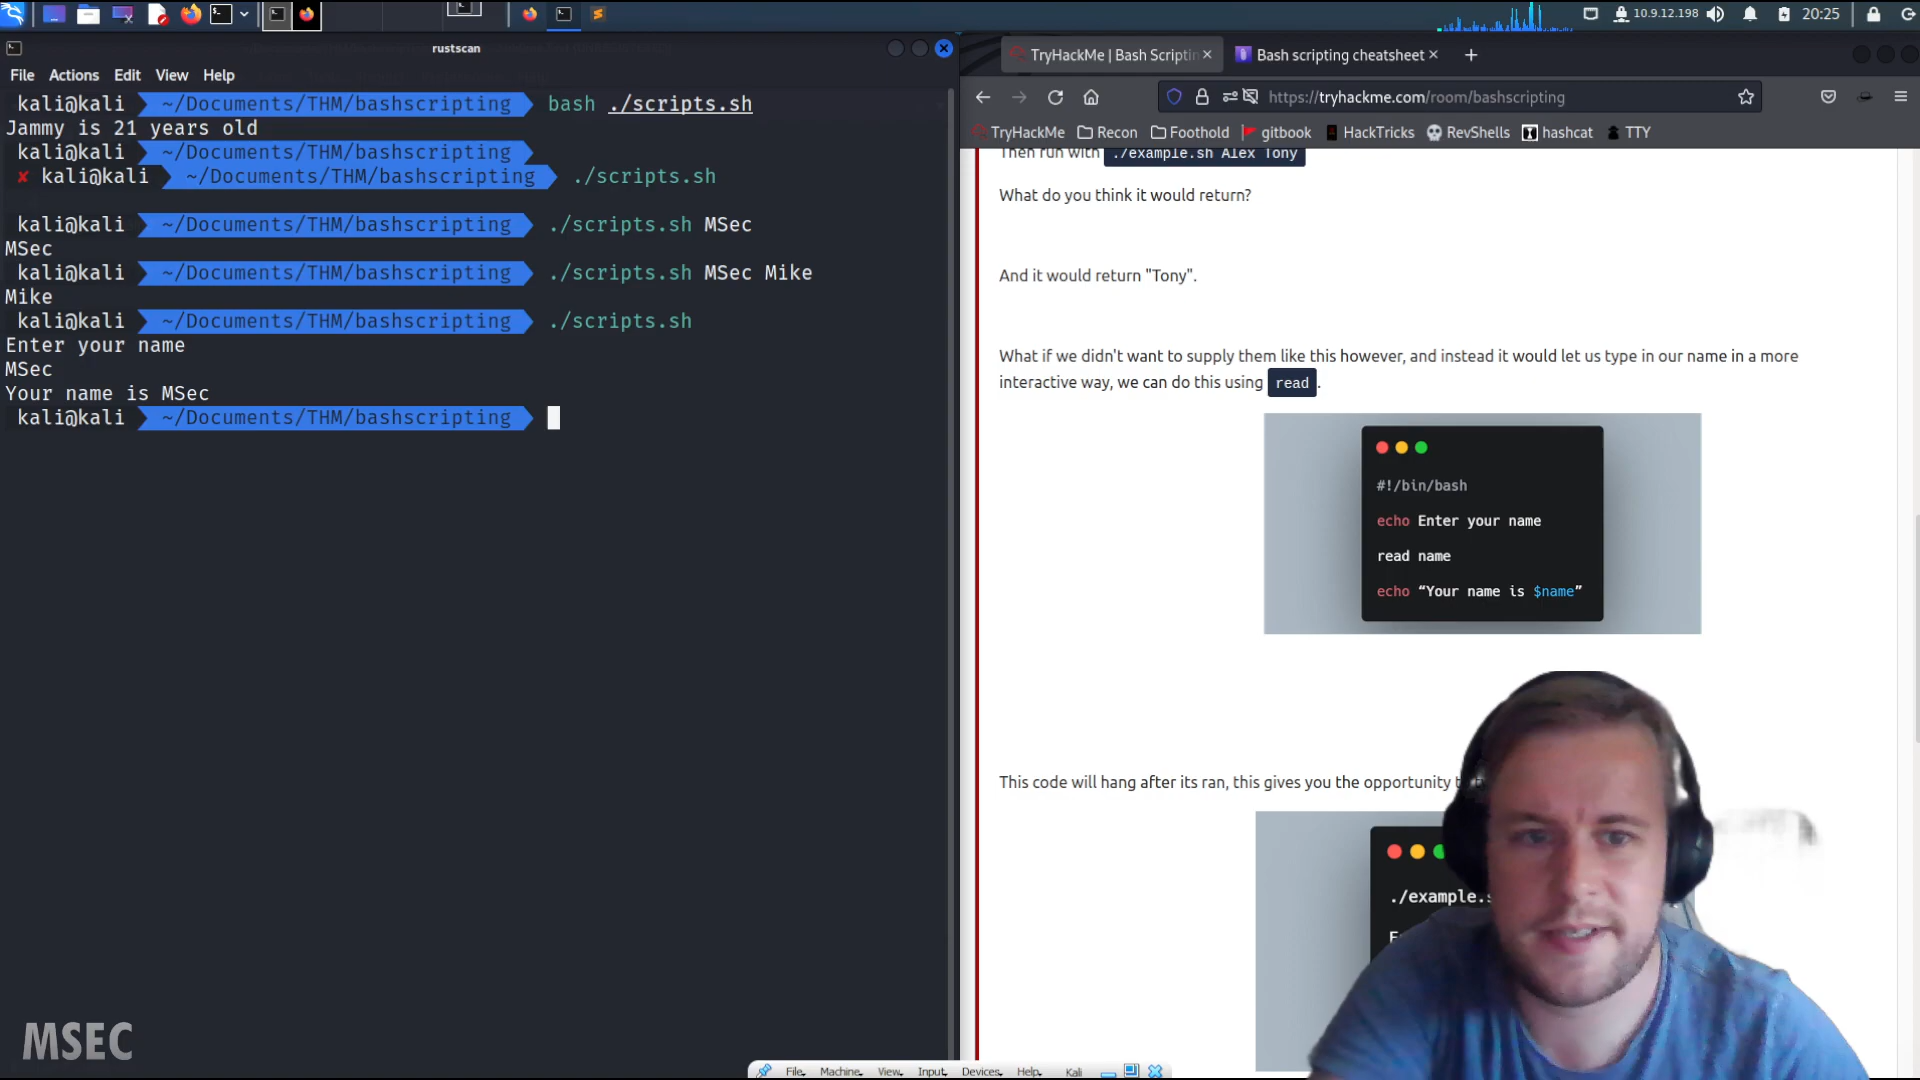 10.9.12.198
20:25
rustscan
File Actions Edit View Help
kali@kali ~/Documents/THM/bashscripting bash ./scripts.sh
Jammy is 21 years old
kali@kali ~/Documents/THM/bashscripting
✘ kali@kali ~/Documents/THM/bashscripting ./scripts.sh
kali@kali ~/Documents/THM/bashscripting ./scripts.sh MSec
MSec
kali@kali ~/Documents/THM/bashscripting ./scripts.sh MSec Mike
Mike
kali@kali ~/Documents/THM/bashscripting ./scripts.sh
Enter your name
MSec
Your name is MSec
kali@kali ~/Documents/THM/bashscripting
MSEC
TryHackMe | Bash Scriptin
Bash scripting cheatsheet
https://tryhackme.com/room/bashscripting
TryHackMe Recon Foothold gitbook HackTricks RevShells hashcat TTY
Then run with ./example.sh Alex Tony
What do you think it would return?
And it would return "Tony".
What if we didn't want to supply them like this however, and instead it would let us type in our name in a more
interactive way, we can do this using read.
#!/bin/bash
echo Enter your name
read name
echo “Your name is $name”
This code will hang after its ran, this gives you the opportunity
./example.s
File Machine View Input Devices Help Kali